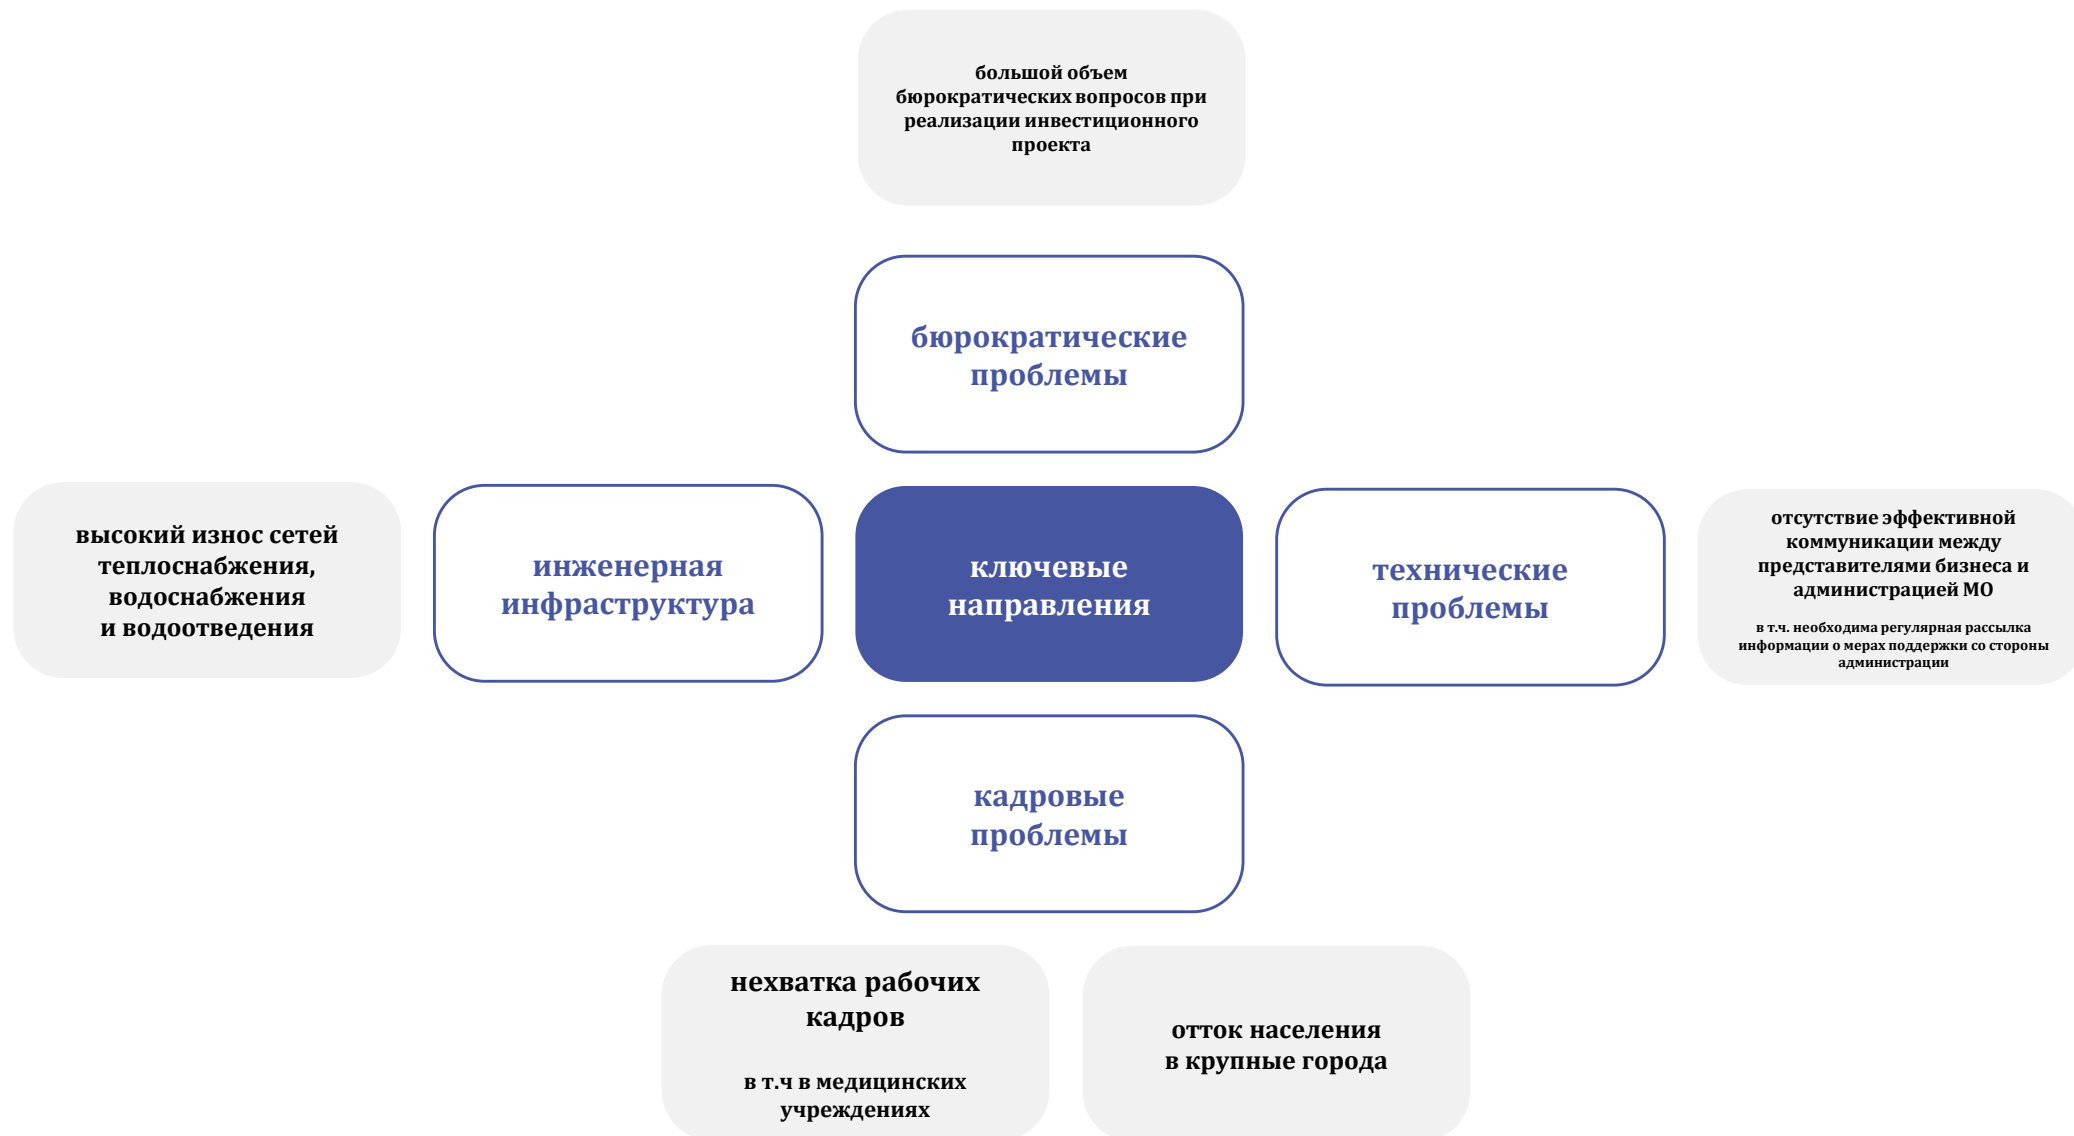 большой объем
бюрократических вопросов при
реализации инвестиционного
проекта
бюрократические
проблемы
высокий износ сетей
теплоснабжения,
водоснабжения
и водоотведения
инженерная
инфраструктура
ключевые
направления
технические
проблемы
отсутствие эффективной
коммуникации между
представителями бизнеса и
администрацией МО
в т.ч. необходима регулярная рассылка
информации о мерах поддержки со стороны
администрации
кадровые
проблемы
нехватка рабочих
кадров
в т.ч в медицинских
учреждениях
отток населения
в крупные города